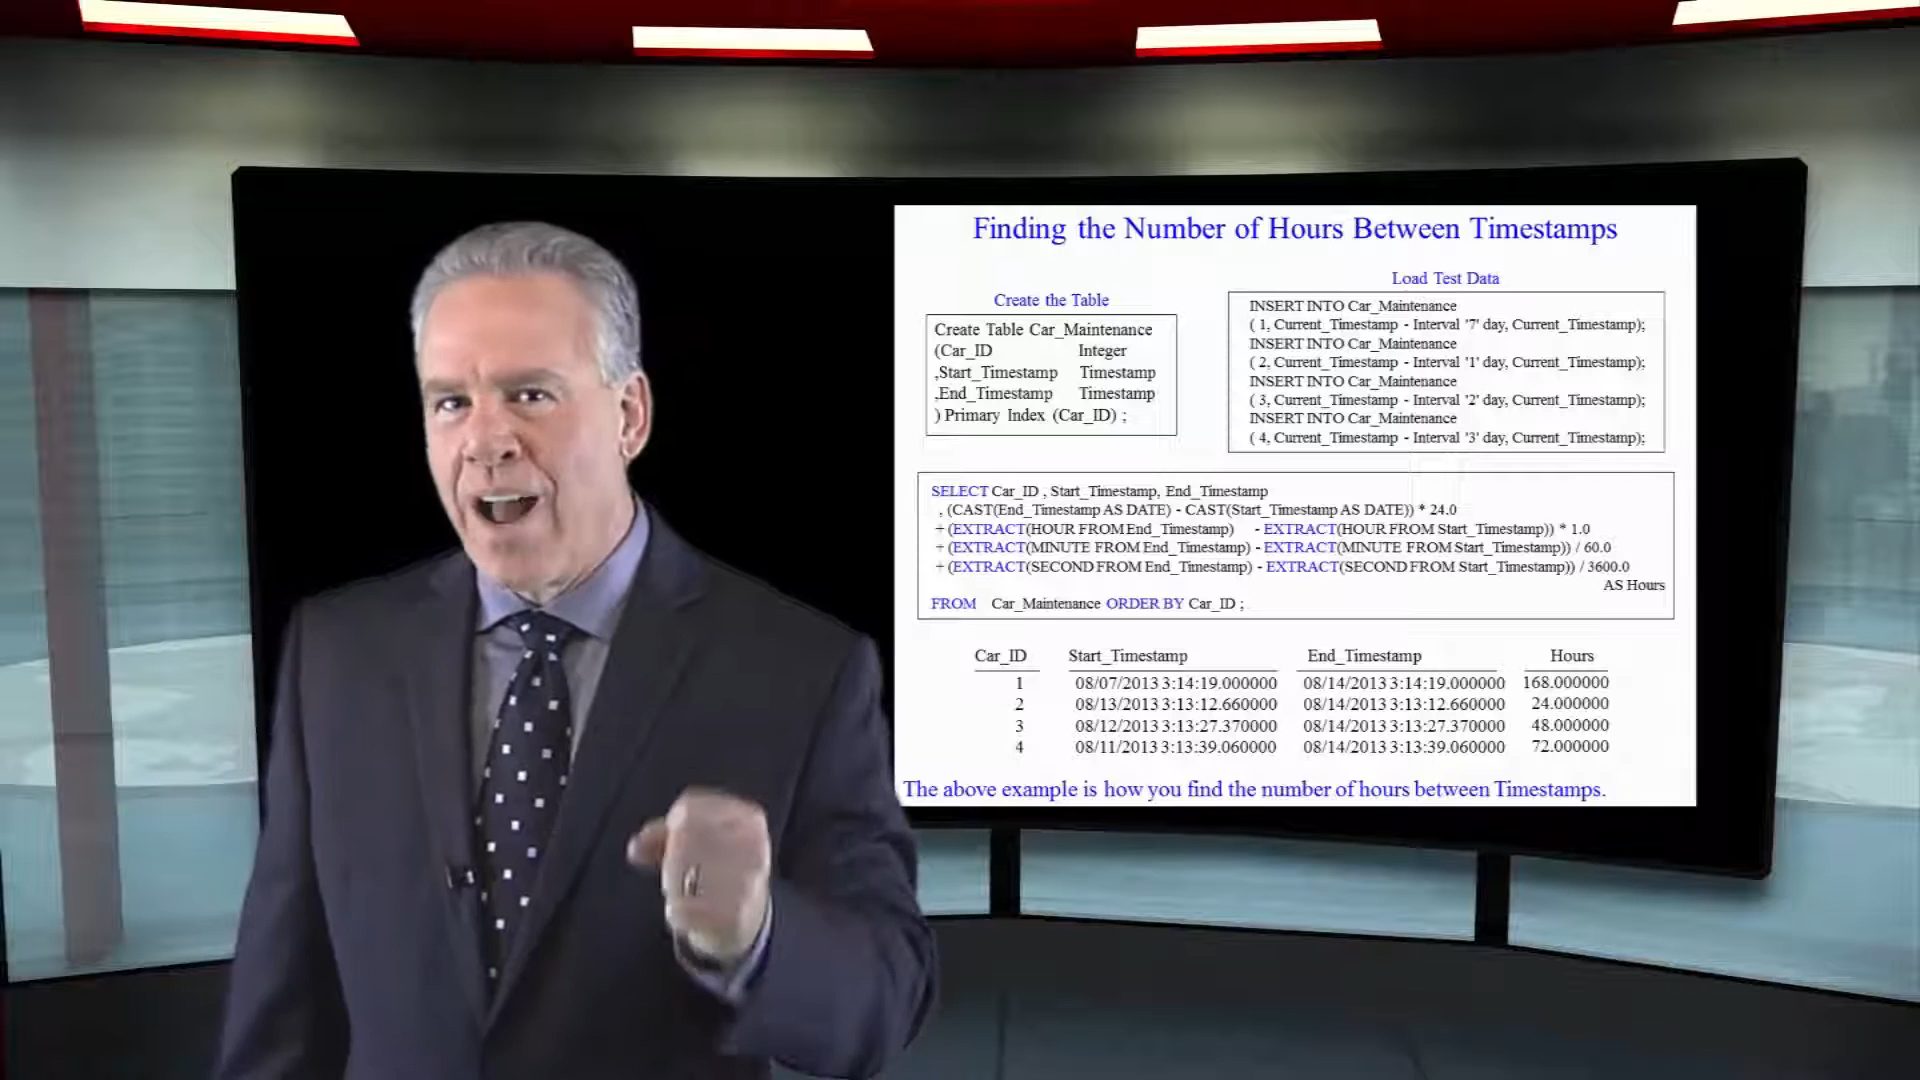 Finding the Number of Hours Between Timestamps
Create the Table
Create Table Car_Maintenance
(Car_ID Integer
,Start_Timestamp Timestamp
,End_Timestamp Timestamp
) Primary Index (Car_ID) ;
Load Test Data
INSERT INTO Car_Maintenance
( 1, Current_Timestamp - Interval '7' day, Current_Timestamp);
INSERT INTO Car_Maintenance
( 2, Current_Timestamp - Interval '1' day, Current_Timestamp);
INSERT INTO Car_Maintenance
( 3, Current_Timestamp - Interval '2' day, Current_Timestamp);
INSERT INTO Car_Maintenance
( 4, Current_Timestamp - Interval '3' day, Current_Timestamp);
SELECT Car_ID , Start_Timestamp, End_Timestamp
, (CAST(End_Timestamp AS DATE) - CAST(Start_Timestamp AS DATE)) * 24.0
+ (EXTRACT(HOUR FROM End_Timestamp) - EXTRACT(HOUR FROM Start_Timestamp)) * 1.0
+ (EXTRACT(MINUTE FROM End_Timestamp) - EXTRACT(MINUTE FROM Start_Timestamp)) / 60.0
+ (EXTRACT(SECOND FROM End_Timestamp) - EXTRACT(SECOND FROM Start_Timestamp)) / 3600.0
AS Hours
FROM Car_Maintenance ORDER BY Car_ID ;
Car_ID Start_Timestamp End_Timestamp Hours
1 08/07/2013 3:14:19.000000 08/14/2013 3:14:19.000000 168.000000
2 08/13/2013 3:13:12.660000 08/14/2013 3:13:12.660000 24.000000
3 08/12/2013 3:13:27.370000 08/14/2013 3:13:27.370000 48.000000
4 08/11/2013 3:13:39.060000 08/14/2013 3:13:39.060000 72.000000
The above example is how you find the number of hours between Timestamps.